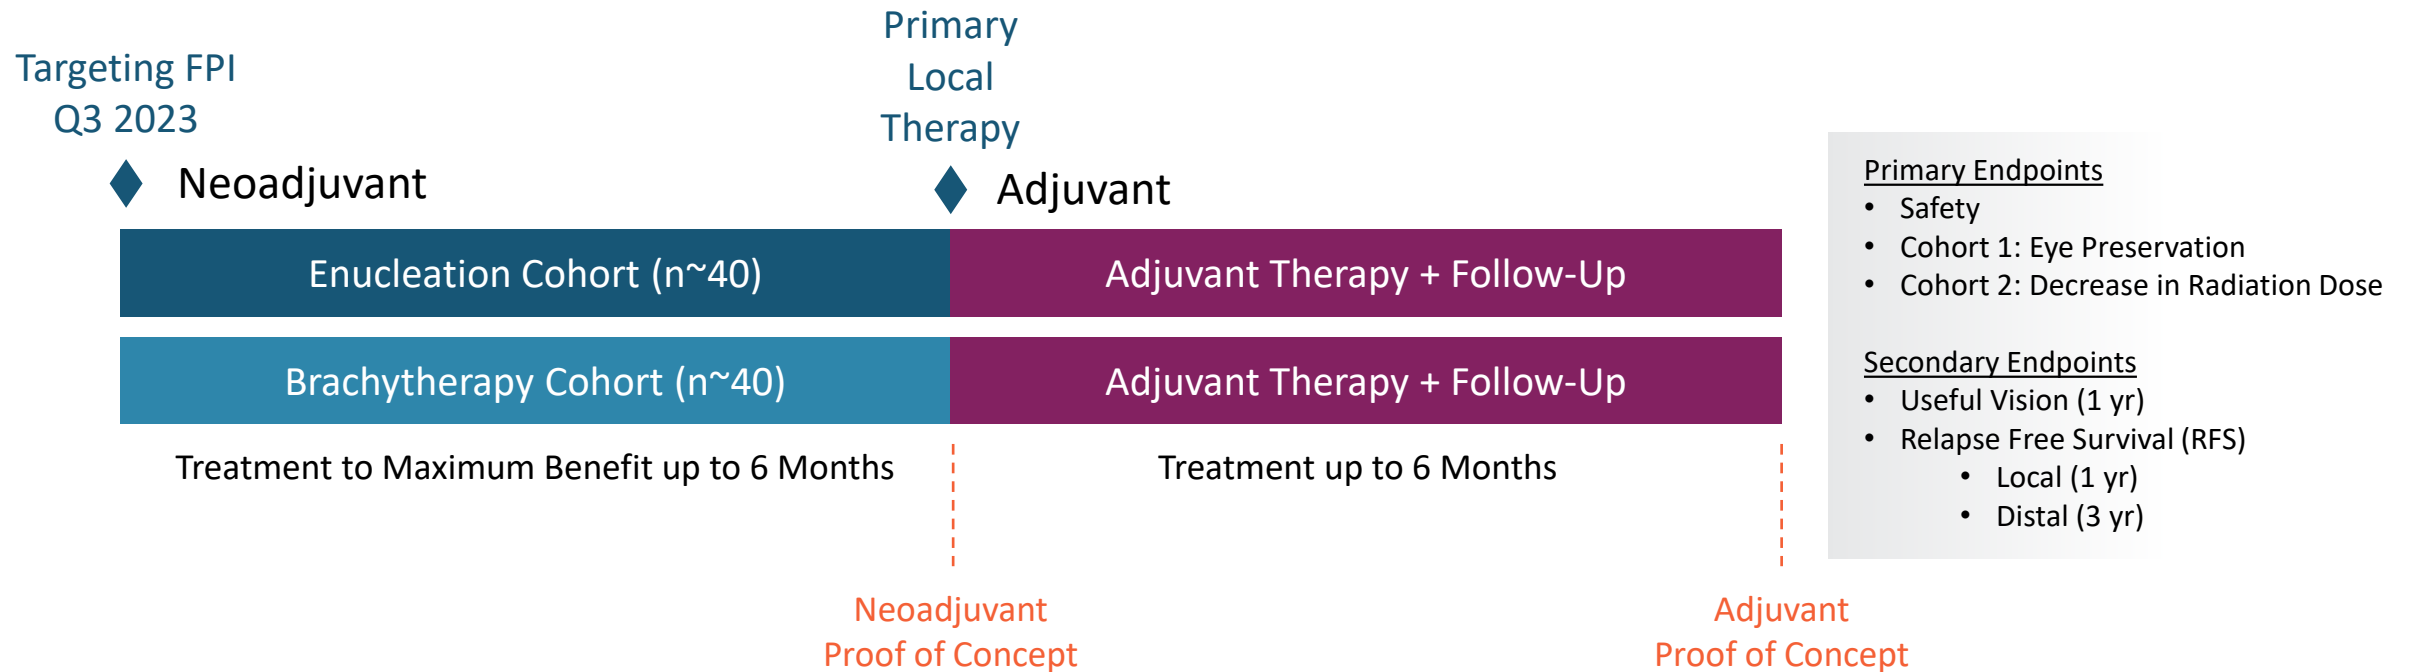 Targeting FPI
Q3 2023
Primary
Local
Therapy
Neoadjuvant
Adjuvant
Enucleation Cohort (n~40)
Adjuvant Therapy + Follow-Up
Brachytherapy Cohort (n~40)
Adjuvant Therapy + Follow-Up
Treatment to Maximum Benefit up to 6 Months
Treatment up to 6 Months
Neoadjuvant
Proof of Concept
Adjuvant
Proof of Concept
Primary Endpoints
• Safety
• Cohort 1: Eye Preservation
• Cohort 2: Decrease in Radiation Dose
Secondary Endpoints
• Useful Vision (1 yr)
• Relapse Free Survival (RFS)
• Local (1 yr)
• Distal (3 yr)